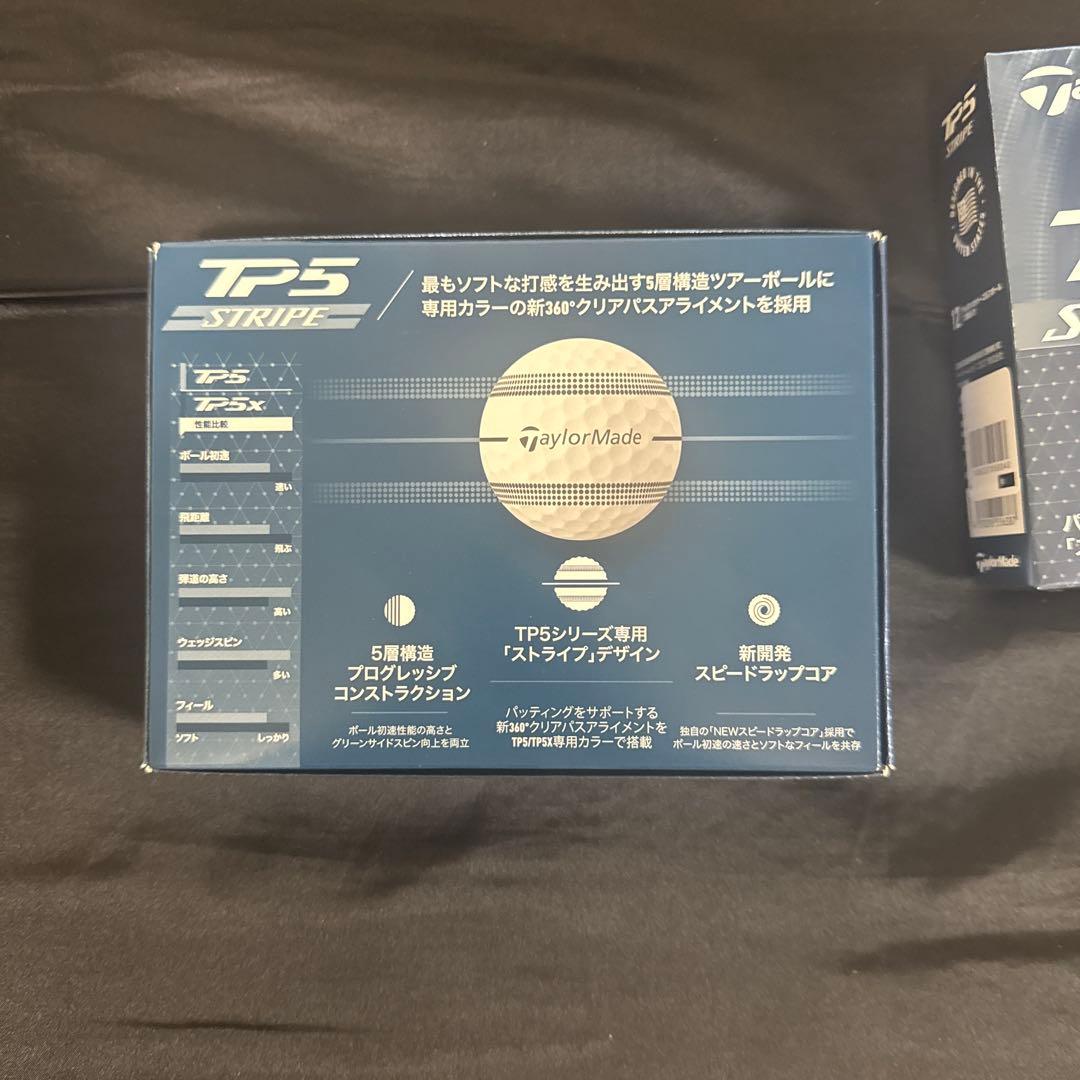 TP5
STRIPE
最もソフトな打感を生み出す5層構造ツアーボールに
専用カラーの新360°クリアパスアライメントを採用
TP5
TP5x
性能比較
ボール初速
速い
飛距離
飛ぶ
弾道の高さ
高い
ウェッジスピン
多い
フィール
ソフト しっかり
TaylorMade
5層構造
プログレッシブ
コンストラクション
ボール初速性能の高さと
グリーンサイドスピン向上を両立
TP5シリーズ専用
「ストライプ」デザイン
パッティングをサポートする
新360°クリアパスアライメントを
TP5/TP5X専用カラーで搭載
新開発
スピードラップコア
独自の「NEWスピードラップコア」採用で
ボール初速の速さとソフトなフィールを共存
TP5
STRIPE
DESIGNED IN THE
UNITED STATES
12
TaylorMade